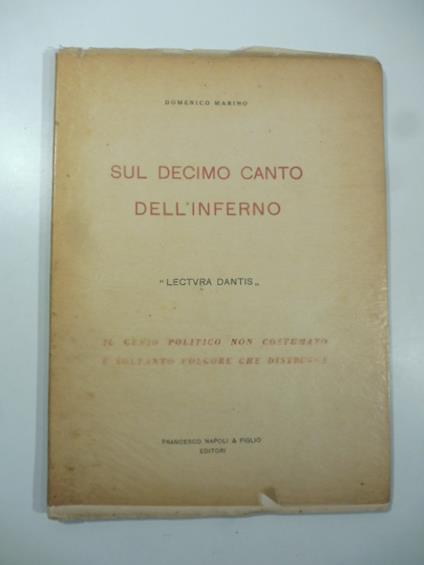 DOMENICO MARINO
SUL DECIMO CANTO
DELL'INFERNO
"LECTVRA DANTIS„
IL GENIO POLITICO NON COSTUMATO
È SOLTANTO FOLGORE CHE DISTRUGGE
FRANCESCO NAPOLI & FIGLIO
EDITORI